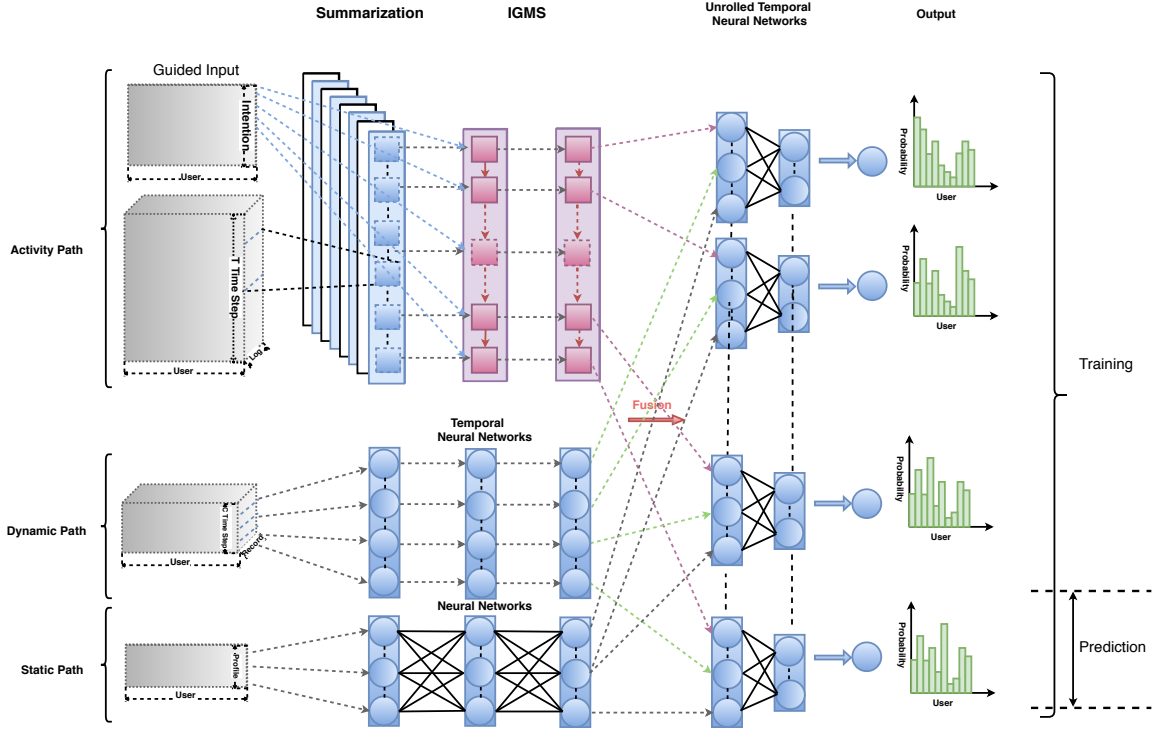 Summarization
IGMS
Unrolled Temporal
Neural Networks
Output
Guided Input
Intention
User
Activity Path
T Time Step
User
Log
Probability
User
Probability
User
Training
Fusion
Temporal
Neural Networks
Dynamic Path
C Time Step
Record
User
Probability
User
Neural Networks
Static Path
Profile
User
Probability
User
Prediction